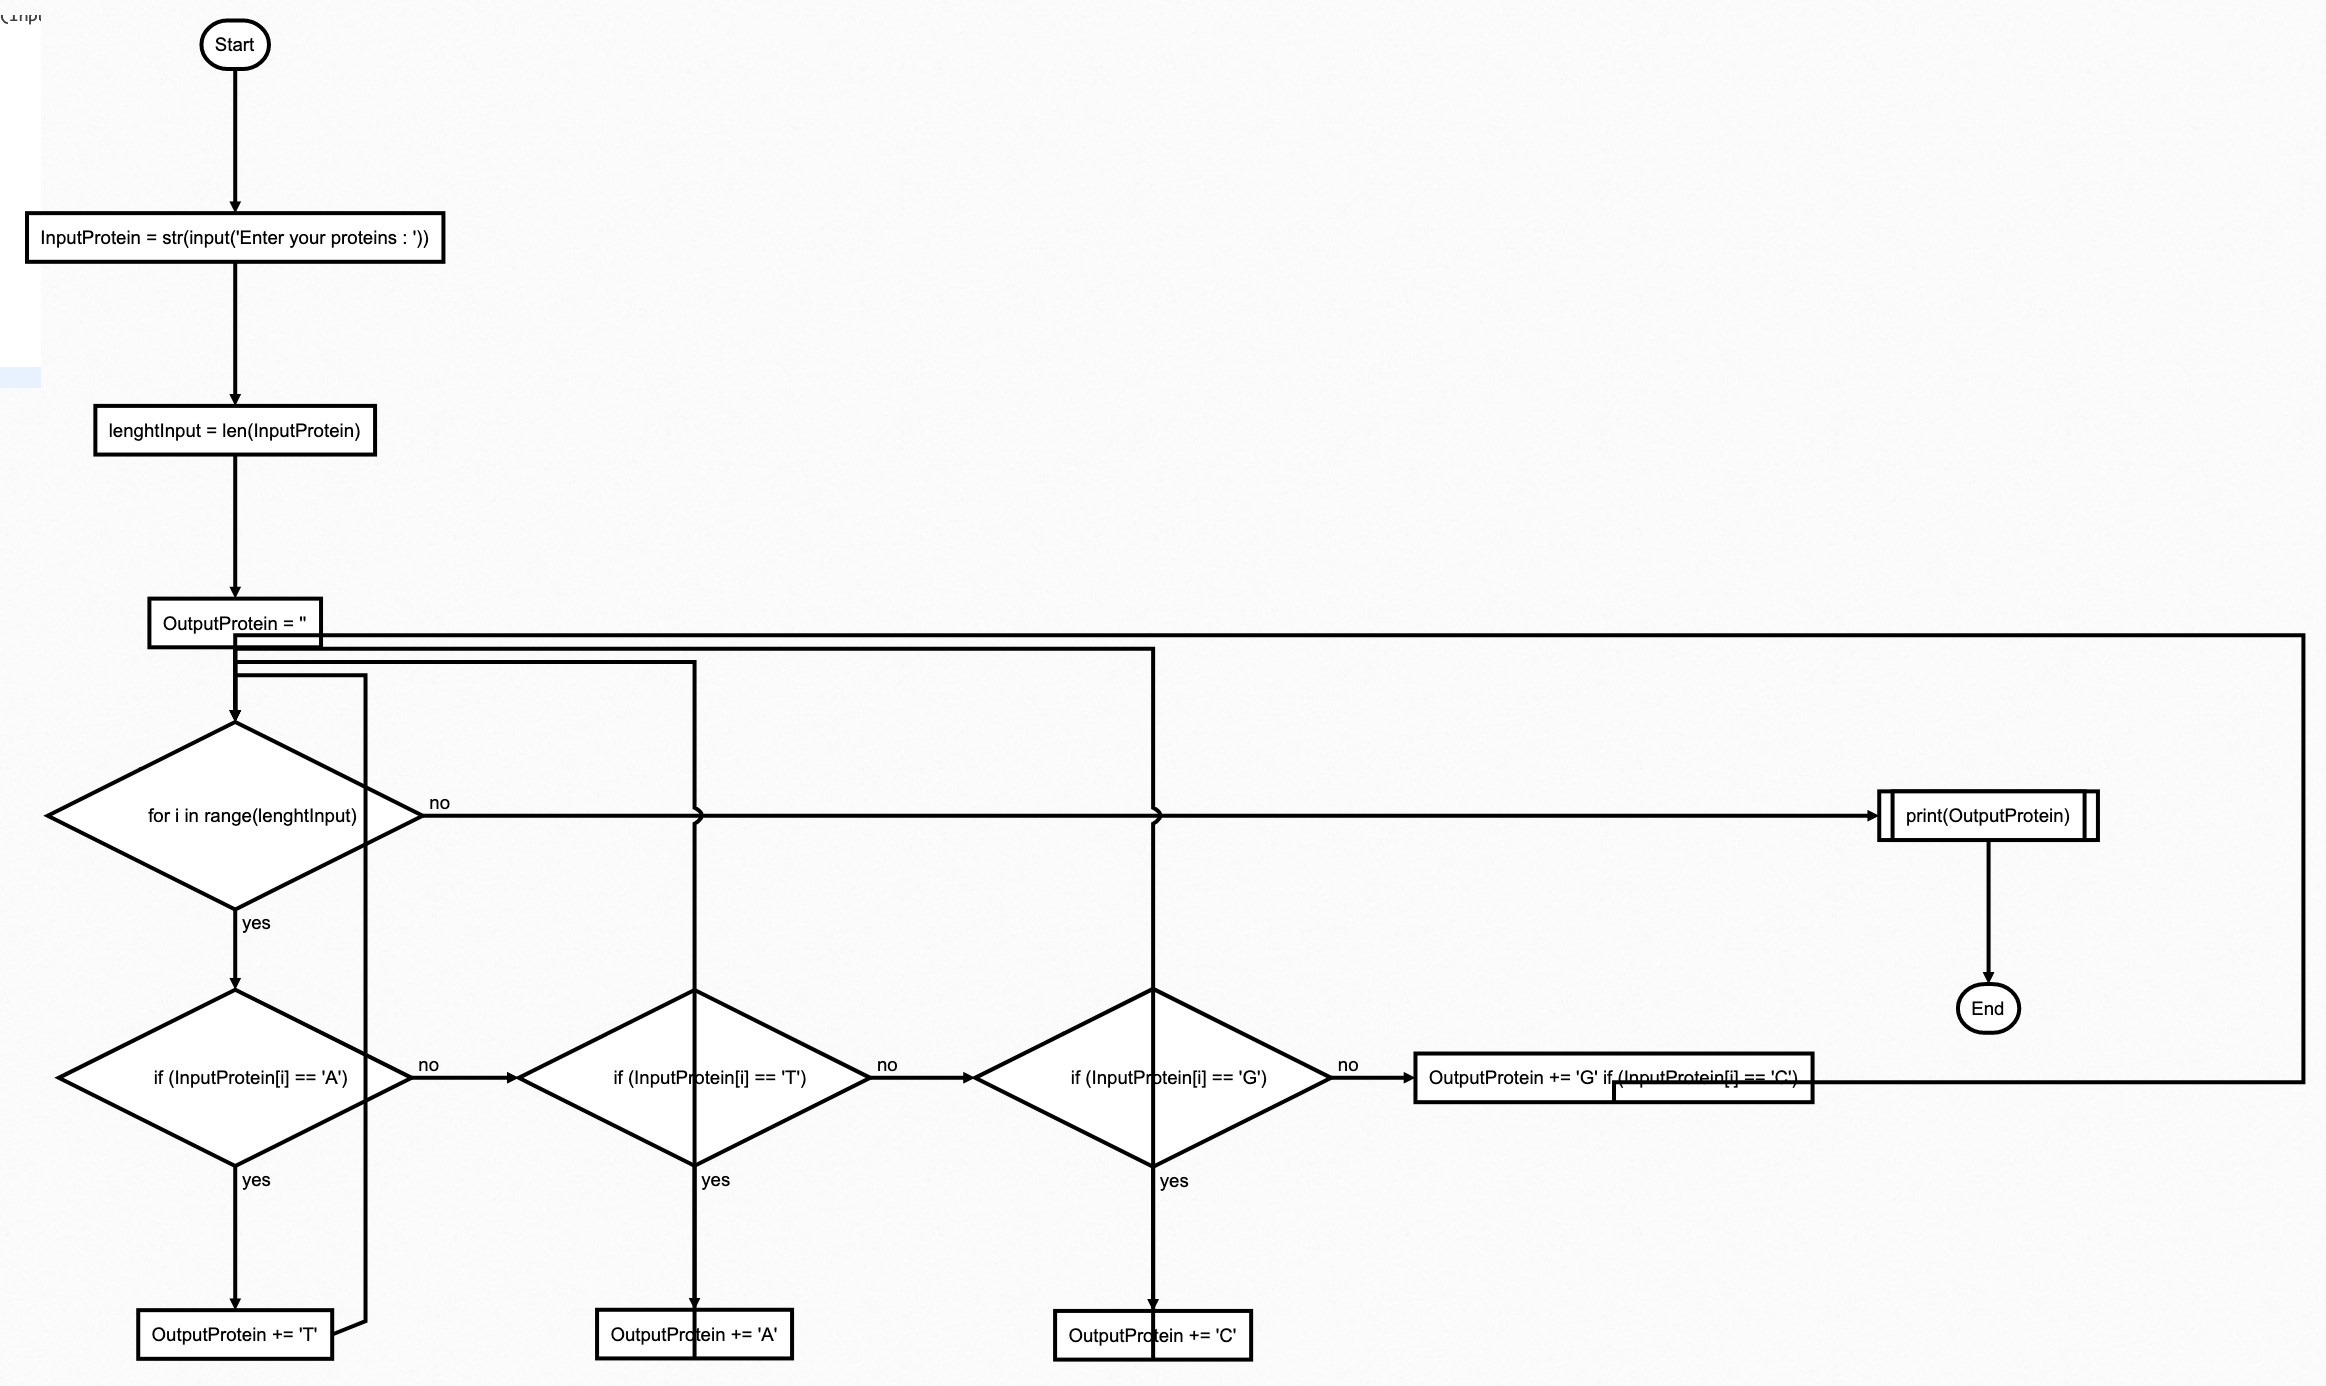 Start
InputProtein = str(input('Enter your proteins : '))
lenghtInput = len(InputProtein)
OutputProtein = ''
for i in range(lenghtInput)
no
print(OutputProtein)
yes
End
if (InputProtein[i] == 'A')
no
if (InputProtein[i] == 'T')
no
if (InputProtein[i] == 'G')
no
OutputProtein += 'G' if (InputProtein[i] == 'C')
yes
yes
yes
OutputProtein += 'T'
OutputProtein += 'A'
OutputProtein += 'C'